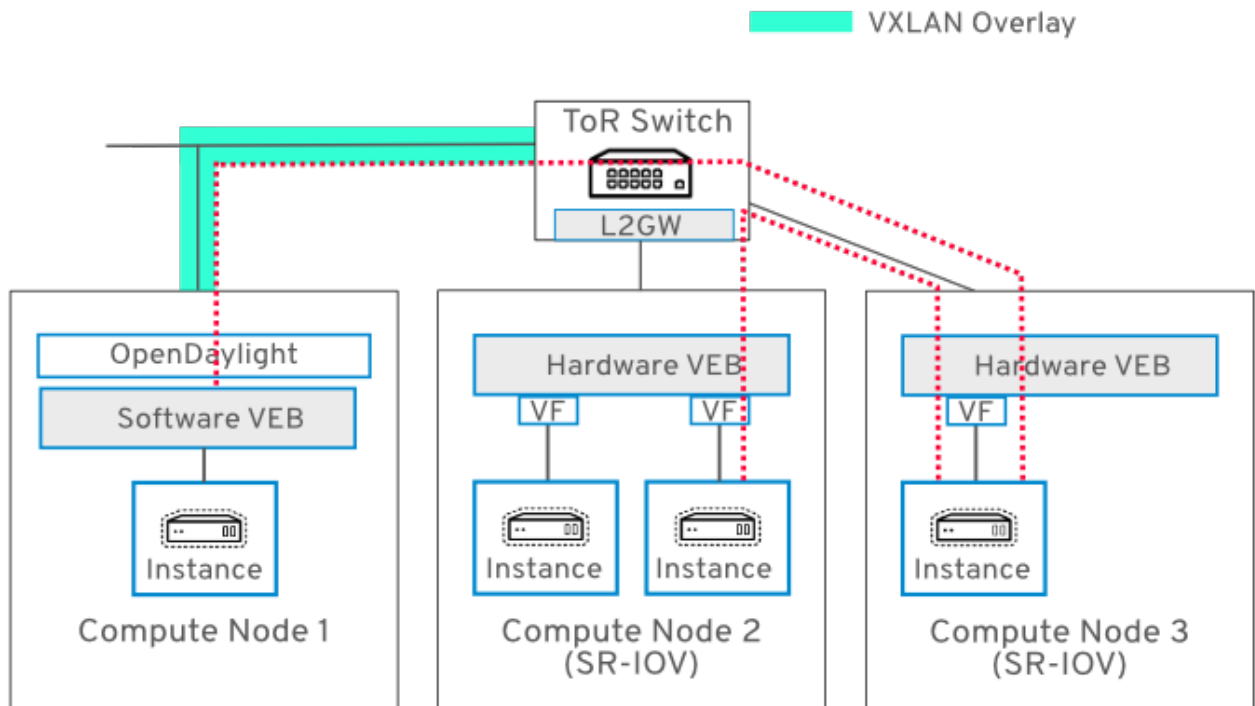 VXLAN Overlay
ToR Switch
L2GW
OpenDaylight
Software VEB
Instance
Compute Node 1
Hardware VEB
VF
VF
Instance
Instance
Compute Node 2
(SR-IOV)
Hardware VEB
VF
Instance
Compute Node 3
(SR-IOV)